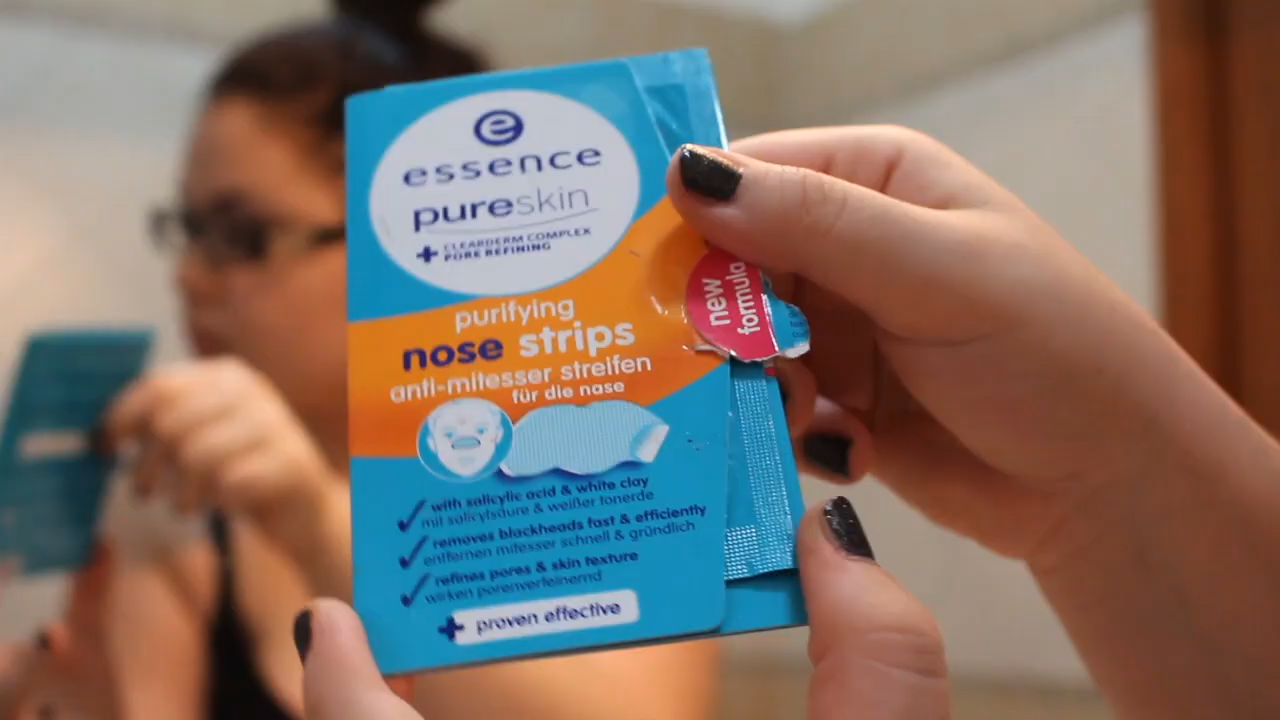 e
essence
pureskin
+ CLEARDERM COMPLEX
PORE REFINING
purifying
nose strips
anti-mitesser streifen
für die nase
new
formula
with salicylic acid & white clay
mit salicylsäure & weißer tonerde
removes blackheads fast & efficiently
entfernen mitesser schnell & gründlich
refines pores & skin texture
wirken porenverfeinernd
+ proven effective